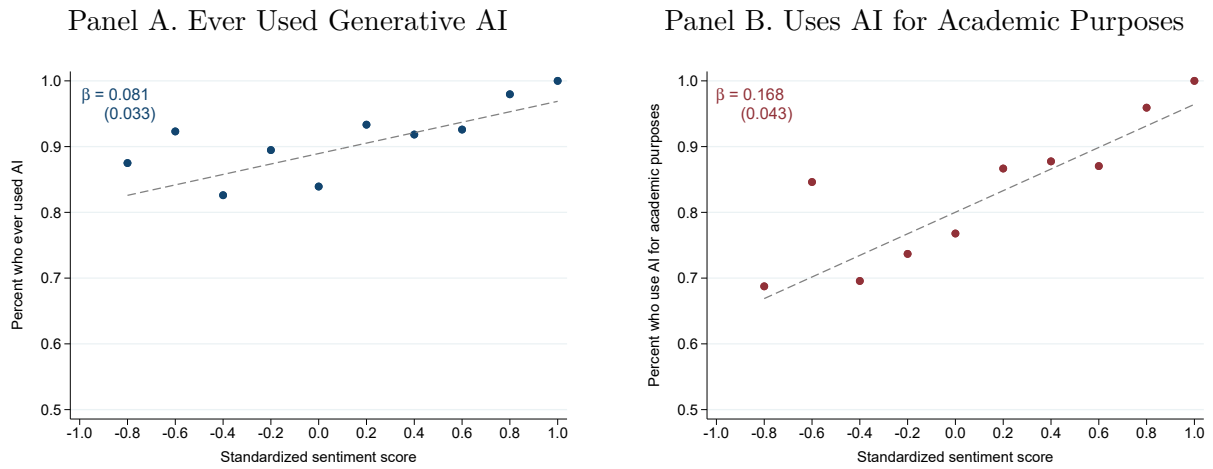 Panel A. Ever Used Generative AI
β = 0.081
(0.033)
Percent who ever used AI
1.0
0.9
0.8
0.7
0.6
0.5
-1.0 -0.8 -0.6 -0.4 -0.2 0.0 0.2 0.4 0.6 0.8 1.0
Standardized sentiment score
Panel B. Uses AI for Academic Purposes
β = 0.168
(0.043)
Percent who use AI for academic purposes
1.0
0.9
0.8
0.7
0.6
0.5
-1.0 -0.8 -0.6 -0.4 -0.2 0.0 0.2 0.4 0.6 0.8 1.0
Standardized sentiment score